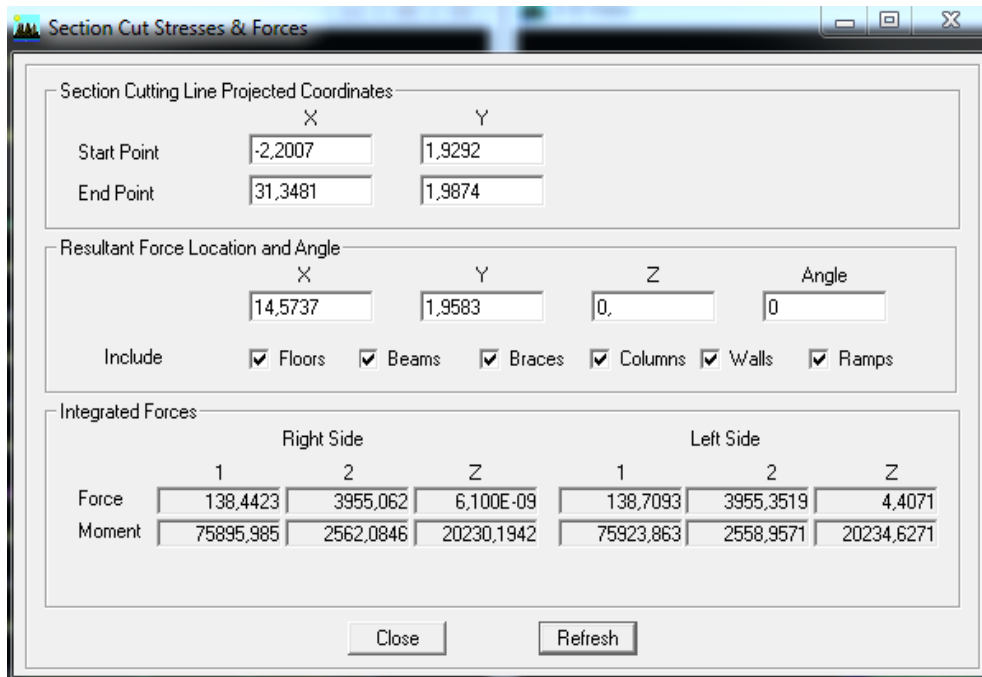 Section Cut Stresses & Forces
Section Cutting Line Projected Coordinates
X Y
Start Point -2,2007 1,9292
End Point 31,3481 1,9874
Resultant Force Location and Angle
X Y Z Angle
14,5737 1,9583 0, 0
Include Floors Beams Braces Columns Walls Ramps
Integrated Forces
Right Side Left Side
1 2 Z 1 2 Z
Force 138,4423 3955,062 6,100E-09 138,7093 3955,3519 4,4071
Moment 75895,985 2562,0846 20230,1942 75923,863 2558,9571 20234,6271
Close Refresh